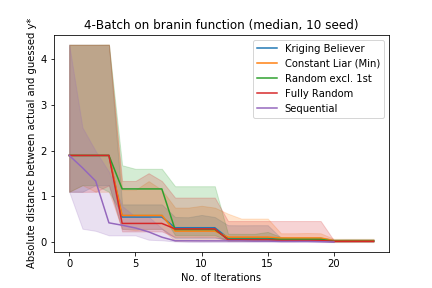 4-Batch on branin function (median, 10 seed)
Absolute distance between actual and guessed y*
4
3
2
1
0
Kriging Believer
Constant Liar (Min)
Random excl. 1st
Fully Random
Sequential
0 5 10 15 20
No. of Iterations